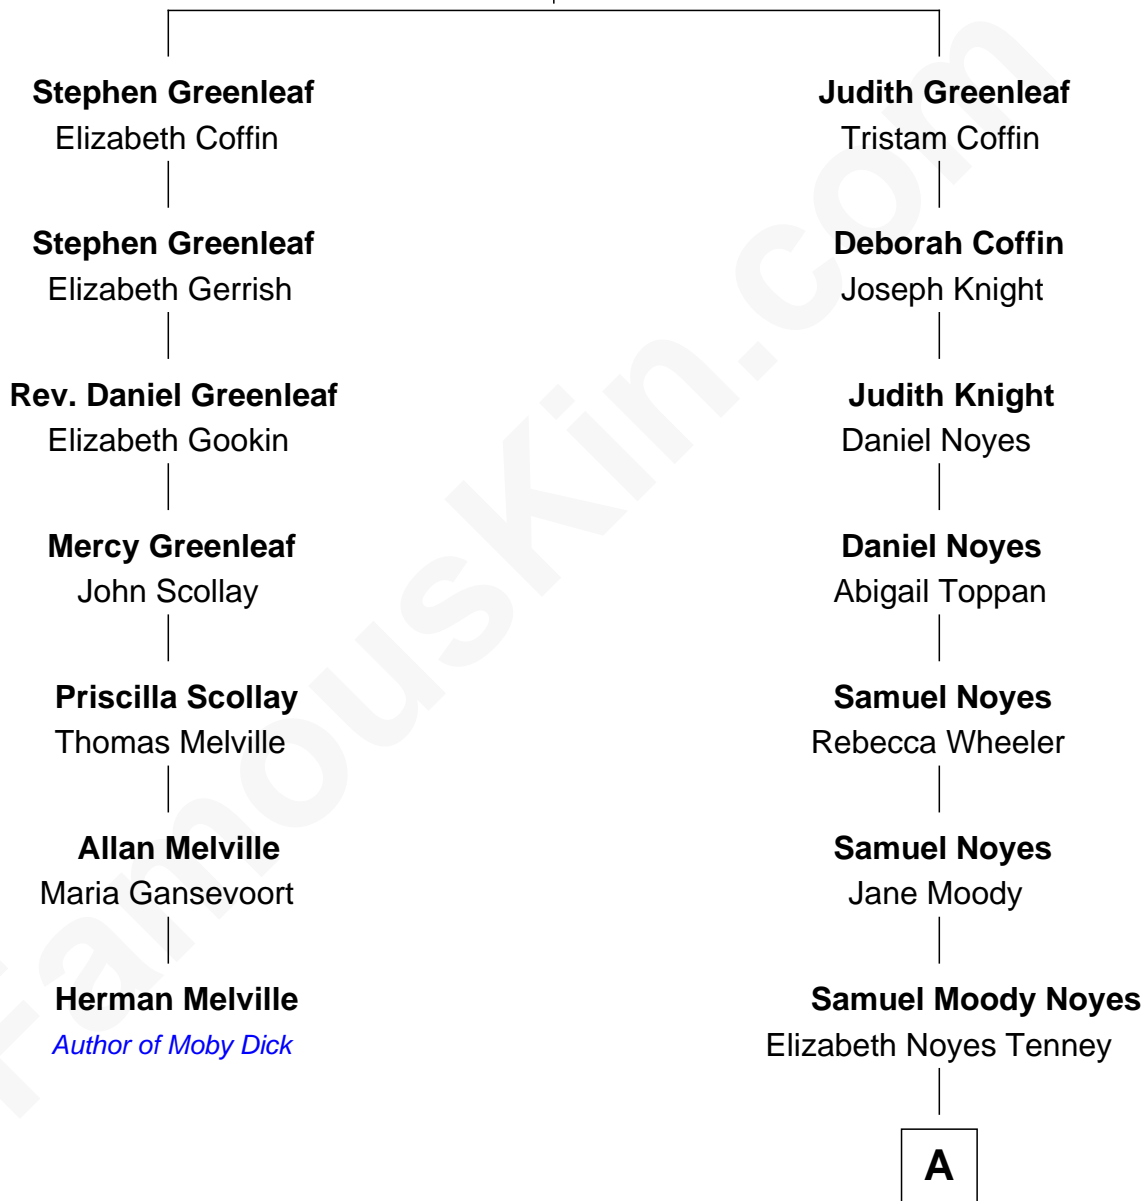 Stephen Greenleaf
Elizabeth Coffin
Stephen Greenleaf
Elizabeth Gerrish
Rev. Daniel Greenleaf
Elizabeth Gookin
Mercy Greenleaf
John Scollay
Priscilla Scollay
Thomas Melville
Allan Melville
Maria Gansevoort
Herman Melville
Author of Moby Dick
Judith Greenleaf
Tristam Coffin
Deborah Coffin
Joseph Knight
Judith Knight
Daniel Noyes
Daniel Noyes
Abigail Toppan
Samuel Noyes
Rebecca Wheeler
Samuel Noyes
Jane Moody
Samuel Moody Noyes
Elizabeth Noyes Tenney
A
FamousKin.com